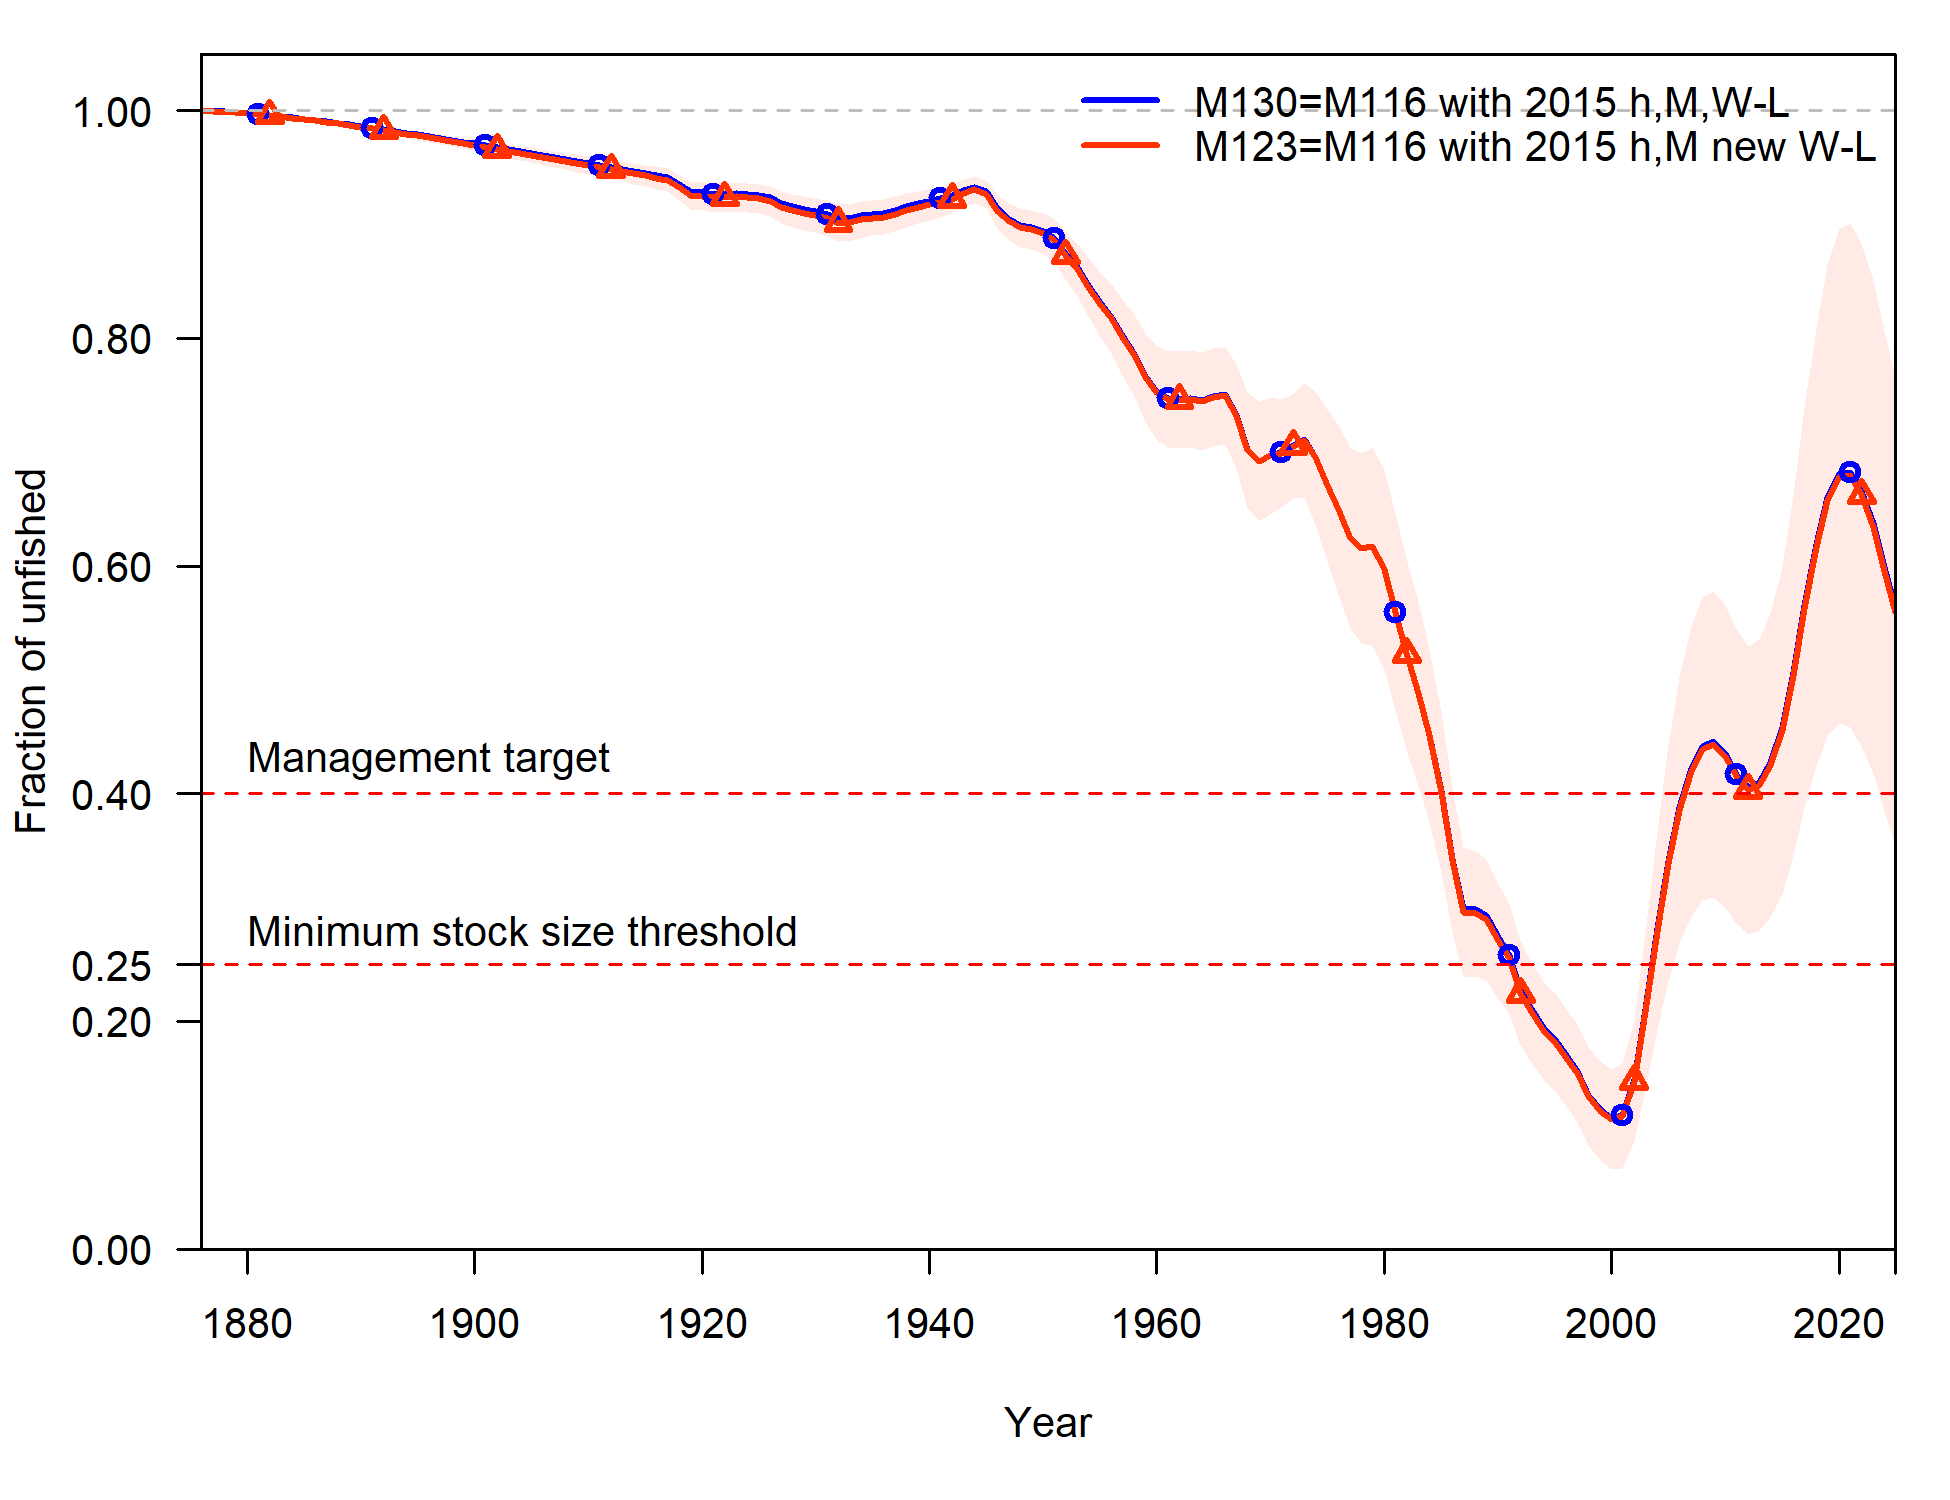 M130=M116 with 2015 h,M,W-L
M123=M116 with 2015 h,M new W-L
Fraction of unfished
1.00
0.80
0.60
0.40
0.25
0.20
0.00
Management target
Minimum stock size threshold
1880 1900 1920 1940 1960 1980 2000 2020
Year